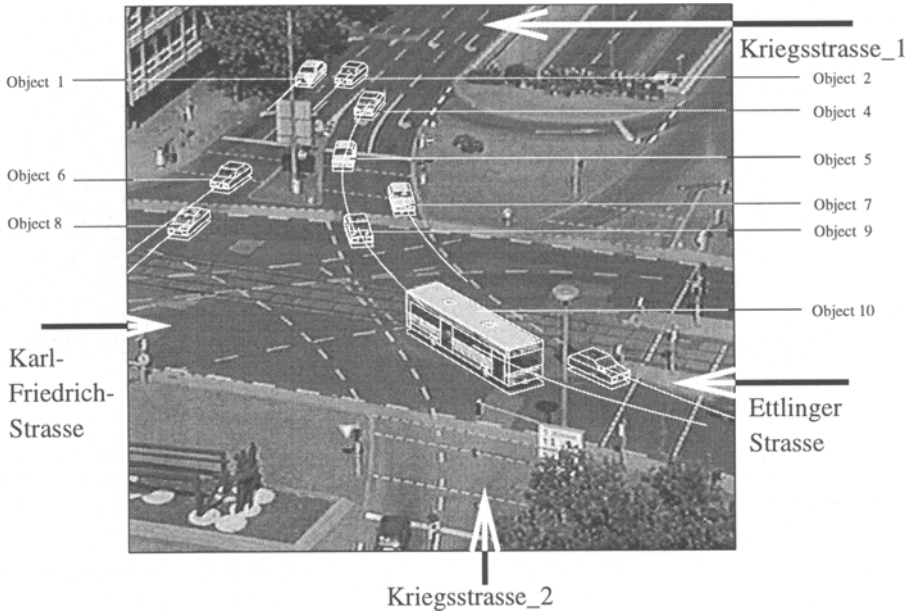 Kriegsstrasse_1
Object 1
Object 2
Object 4
Object 5
Object 6
Object 7
Object 8
Object 9
Object 10
Karl-
Friedrich-
Strasse
Ettlinger
Strasse
Kriegsstrasse_2